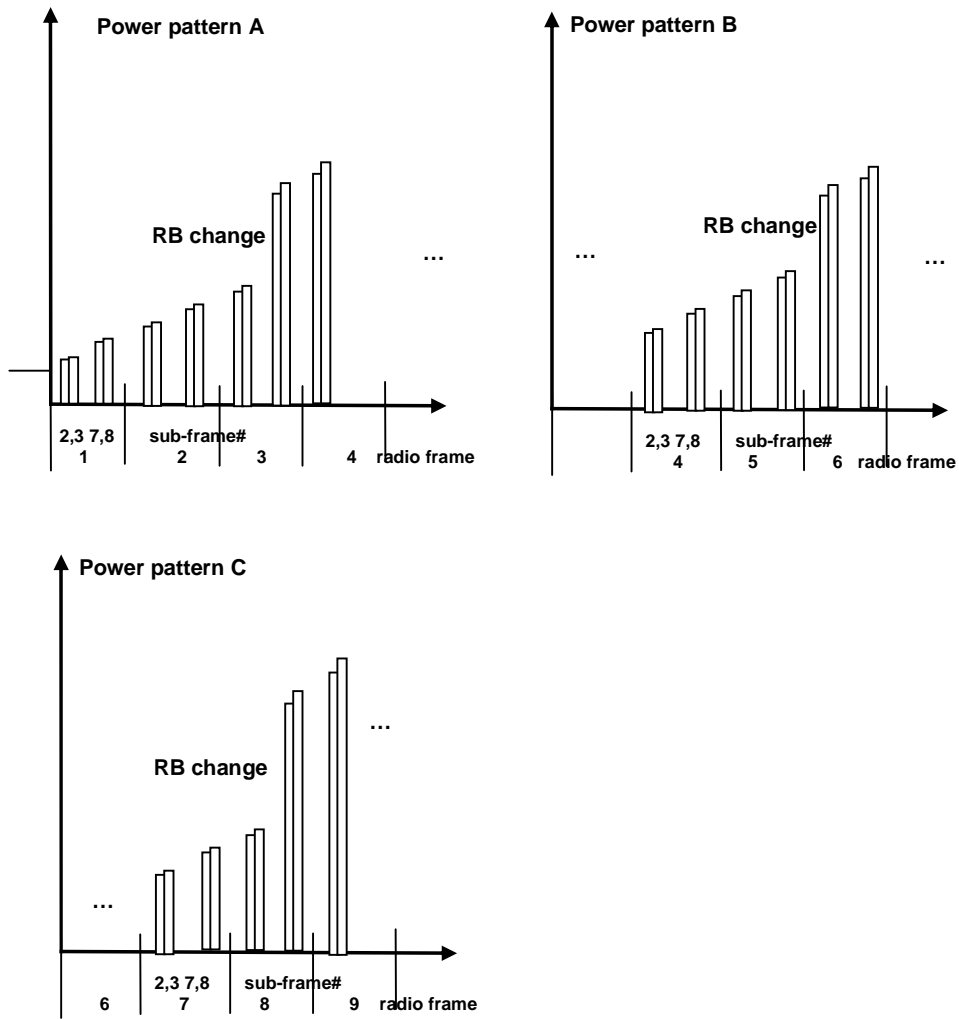 Power pattern A
RB change
...
2,3 7,8 sub-frame#
1 2 3 4 radio frame
Power pattern B
RB change
...
...
2,3 7,8 sub-frame#
4 5 6 radio frame
Power pattern C
RB change
...
...
2,3 7,8 sub-frame#
6 7 8 9 radio frame